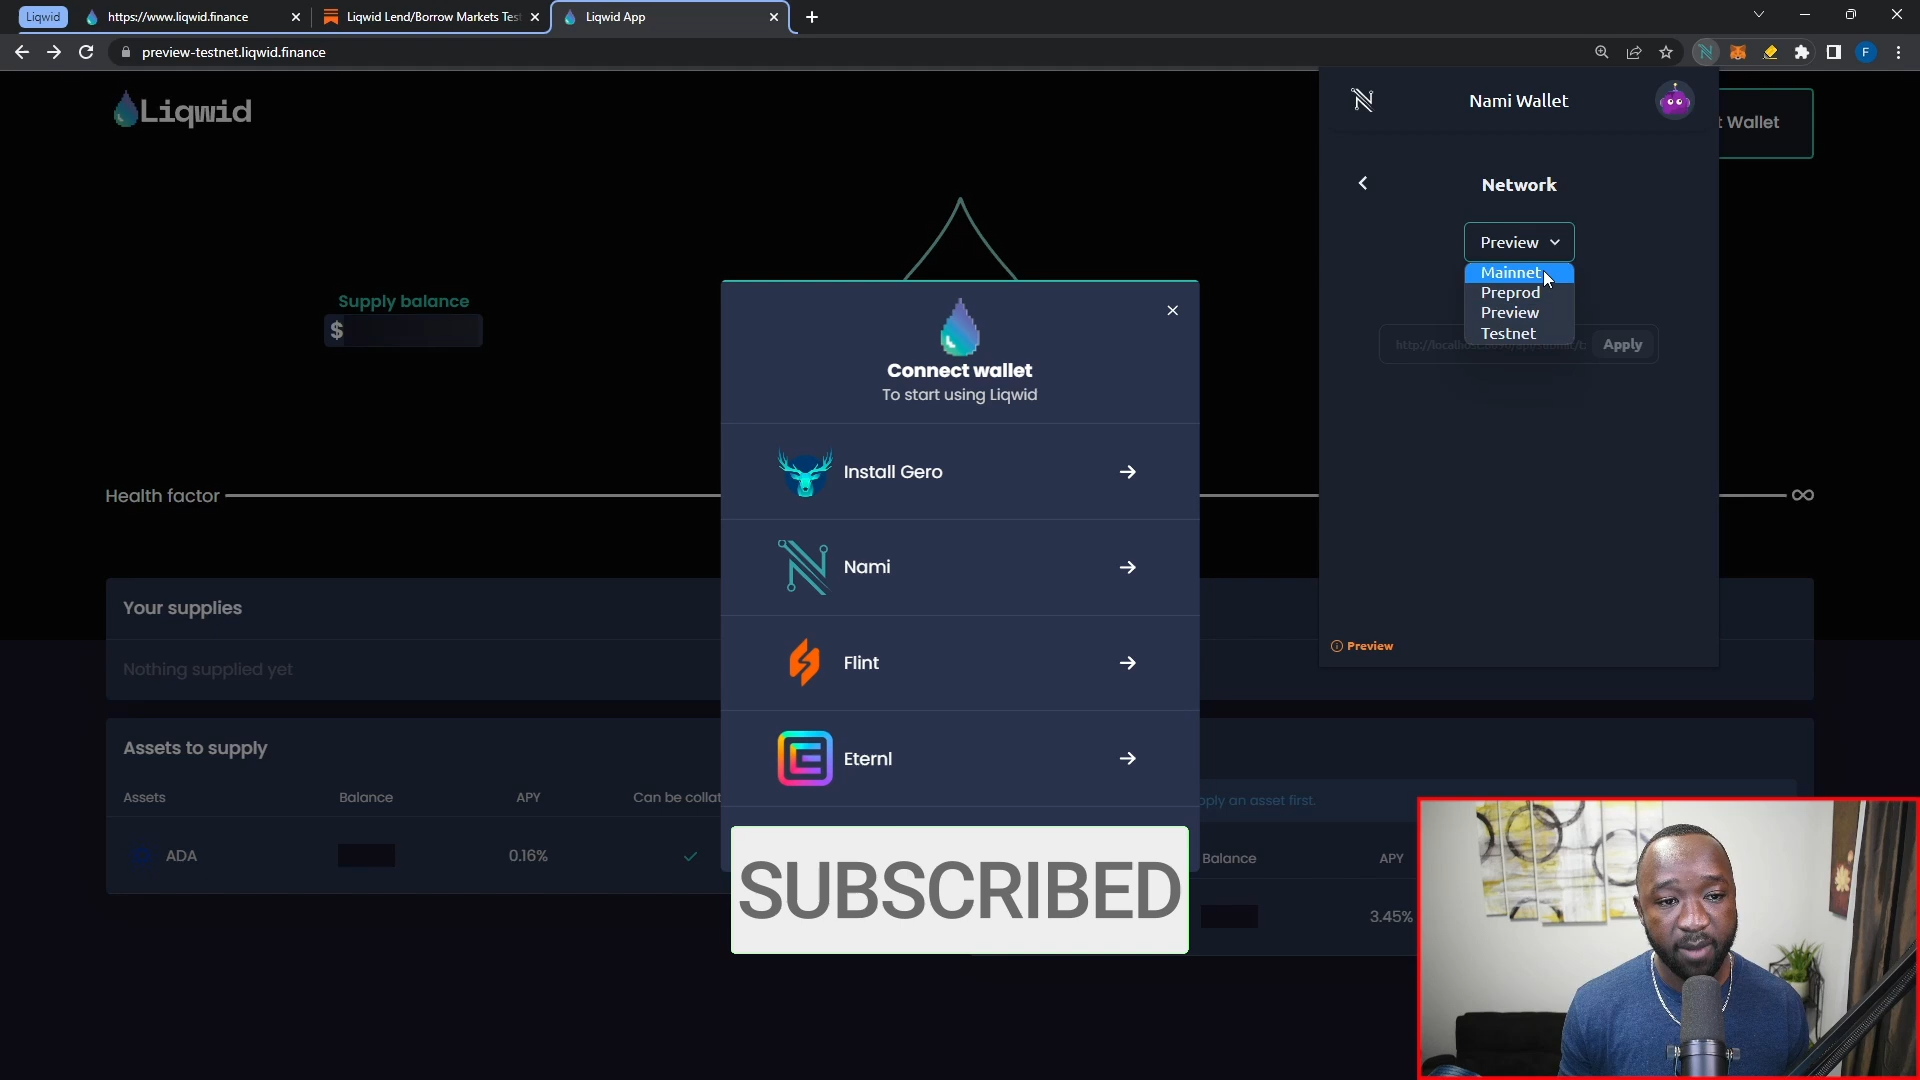 Liqwid
https://www.liqwid.finance
Liqwid Lend/Borrow Markets Tes
Liqwid App
preview-testnet.liqwid.finance
F
Liqwid
Nami Wallet
t Wallet
Network
Preview
Mainnet
Preprod
Preview
Testnet
Apply
Preview
Supply balance
$
Connect wallet
To start using Liqwid
Install Gero
Nami
Flint
Eternl
Health factor
∞
Your supplies
Nothing supplied yet
Assets to supply
Assets Balance APY Can be collat
ADA 0.16%
pply an asset first.
Balance APY
3.45%
SUBSCRIBED